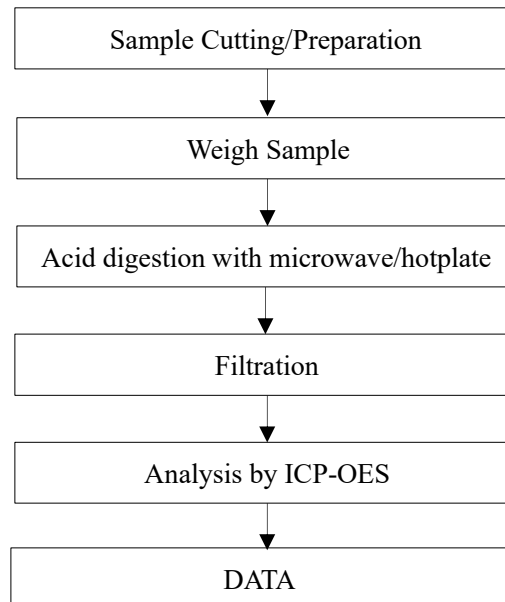 Sample Cutting/Preparation
Weigh Sample
Acid digestion with microwave/hotplate
Filtration
Analysis by ICP-OES
DATA